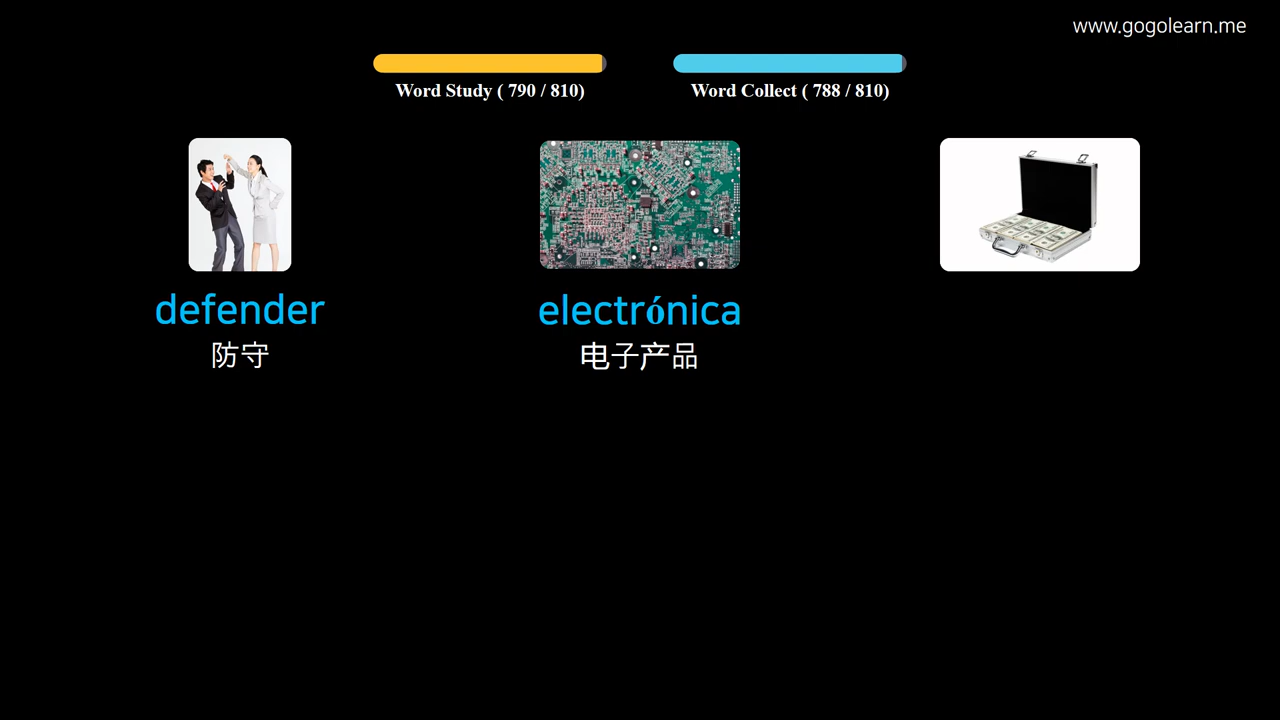 www.gogolearn.me
Word Study ( 790 / 810)
Word Collect ( 788 / 810)
defender
防守
electrónica
电子产品